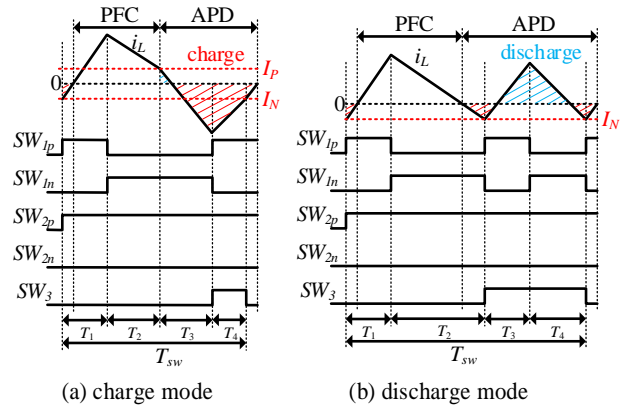 PFC APD
i_L charge
I_P
0
I_N
SW_1p
SW_1n
SW_2p
SW_2n
SW_3
T_1 T_2 T_3 T_4
T_sw
(a) charge mode
PFC APD
discharge
i_L
0
I_N
SW_1p
SW_1n
SW_2p
SW_2n
SW_3
T_1 T_2 T_3 T_4
T_sw
(b) discharge mode